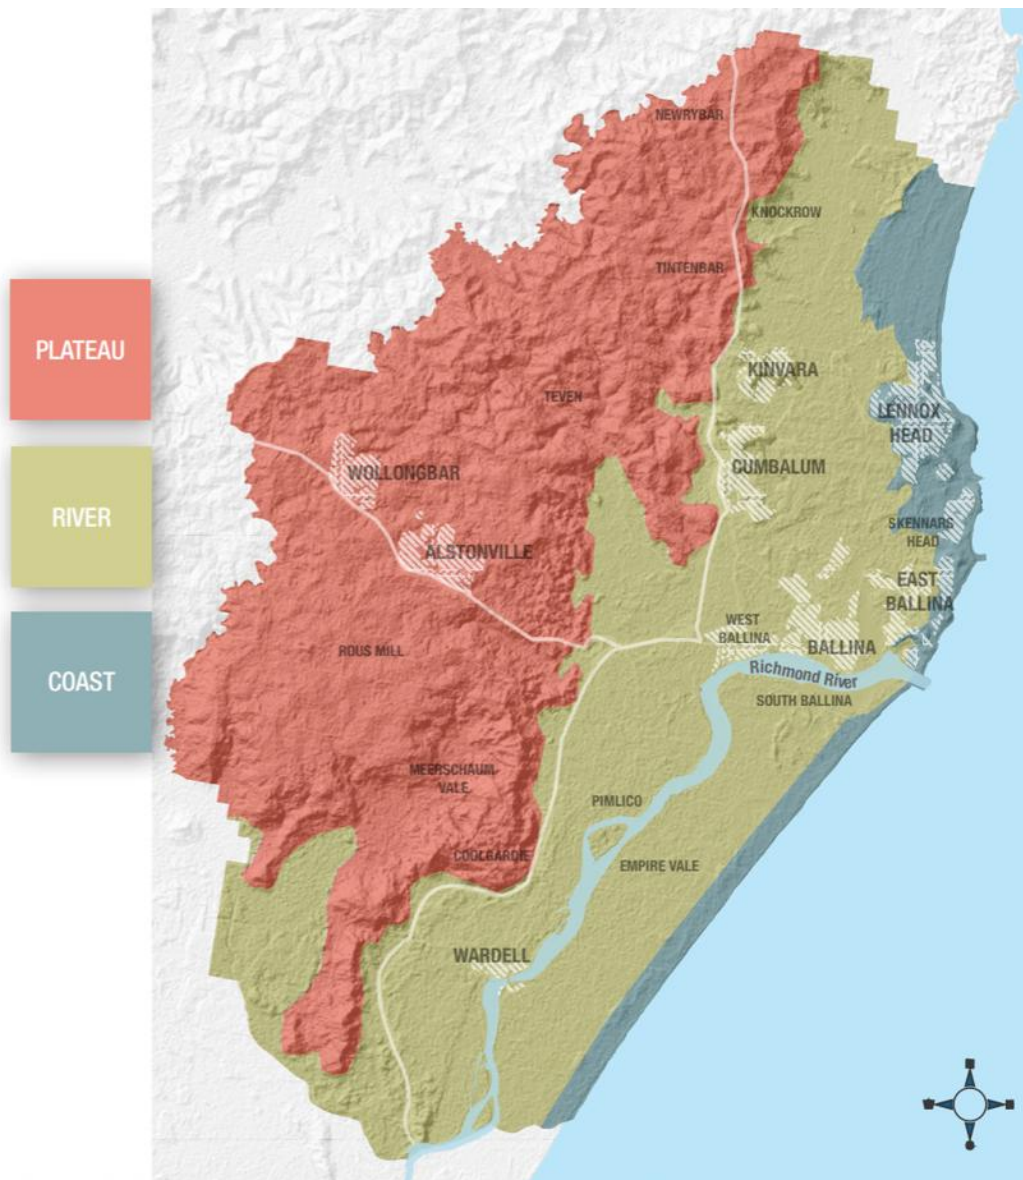 PLATEAU
RIVER
COAST
NEWRYBAR
KNOCKROW
TINTENBAR
KINVARA
TEVEN
LENNOX
HEAD
WOLLONGBAR
CUMBALUM
SKENNARS
HEAD
ALSTONVILLE
EAST
BALLINA
WEST
BALLINA
BALLINA
ROUS MILL
Richmond River
SOUTH BALLINA
MEERSCHAUM
VALE
PIMLICO
COOLGARDIE
EMPIRE VALE
WARDELL